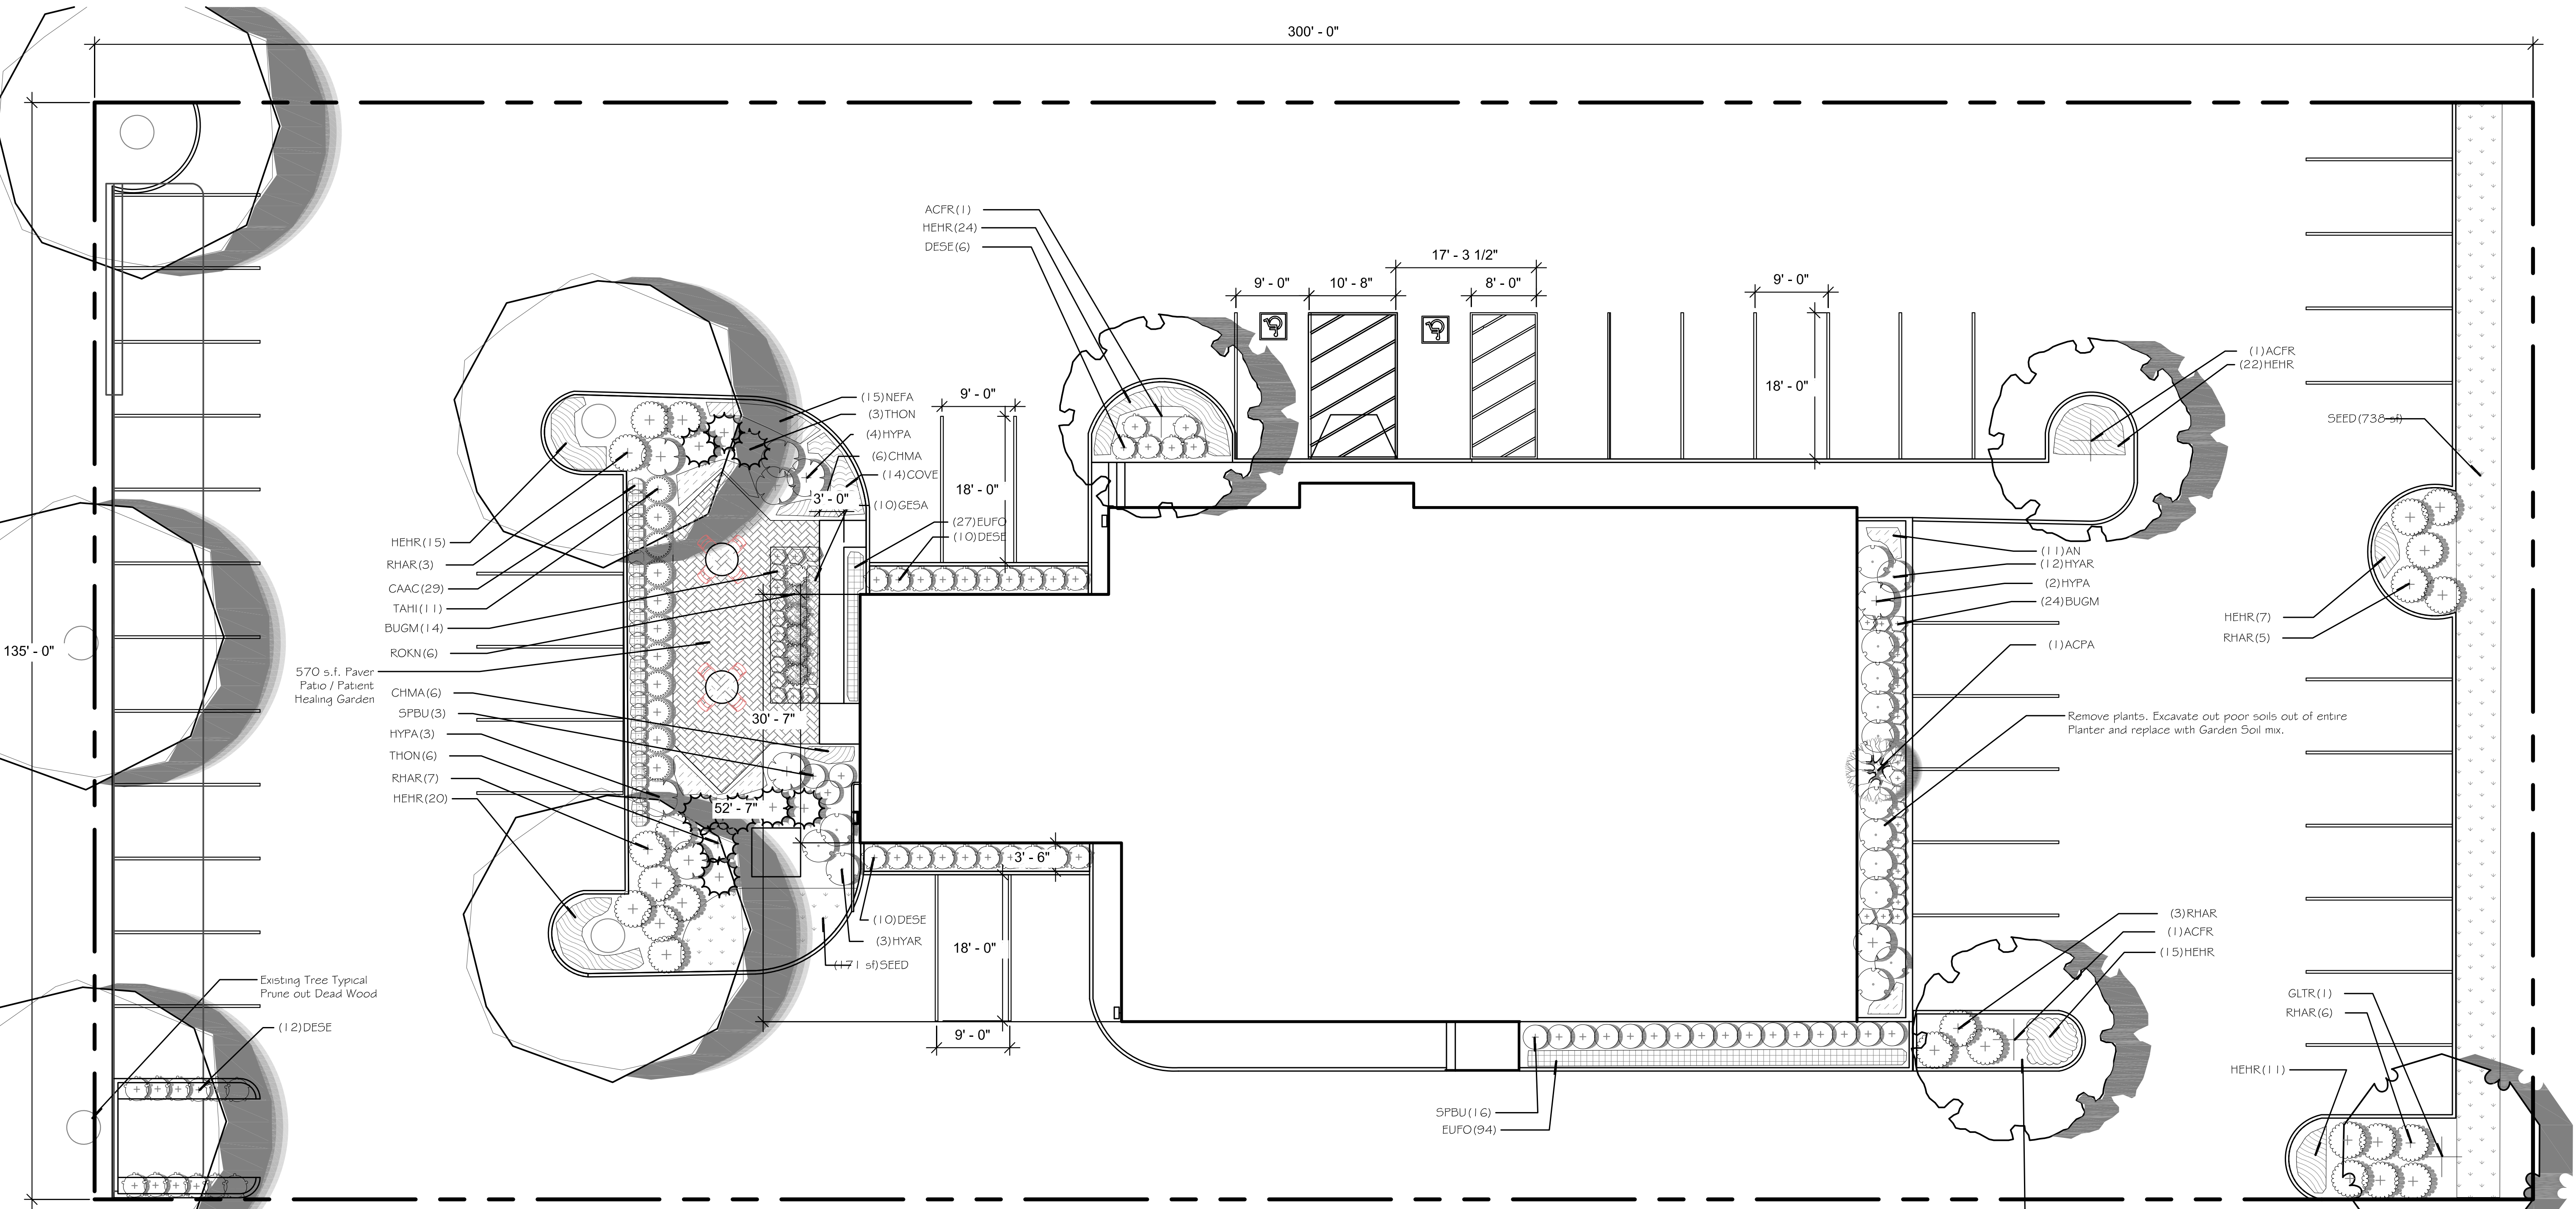 300' - 0"
135' - 0"
ACFR(1)
HEHR(24)
DESE(6)
9' - 0"
10' - 8"
17' - 3 1/2"
8' - 0"
9' - 0"
18' - 0"
(1)ACFR
(22)HEHR
SEED(738 sf)
(15)NEFA
(3)THON
(4)HYPA
(6)CHMA
(14)COVE
(10)GESA
(27)EUFO
(10)DESE
3' - 0"
9' - 0"
18' - 0"
HEHR(15)
RHAR(3)
CAAC(29)
TAHI(11)
BUGM(14)
ROKN(6)
570 s.f. Paver
Patio / Patient
Healing Garden
CHMA(6)
SPBU(3)
HYPA(3)
THON(6)
RHAR(7)
HEHR(20)
30' - 7"
52' - 7"
3' - 6"
(10)DESE
(3)HYAR
(171 sf)SEED
18' - 0"
9' - 0"
(11)AN
(12)HYAR
(2)HYPA
(24)BUGM
(1)ACPA
Remove plants. Excavate out poor soils out of entire
Planter and replace with Garden Soil mix.
HEHR(7)
RHAR(5)
(3)RHAR
(1)ACFR
(15)HEHR
GLTR(1)
RHAR(6)
HEHR(11)
Existing Tree Typical
Prune out Dead Wood
(12)DESE
SPBU(16)
EUFO(94)